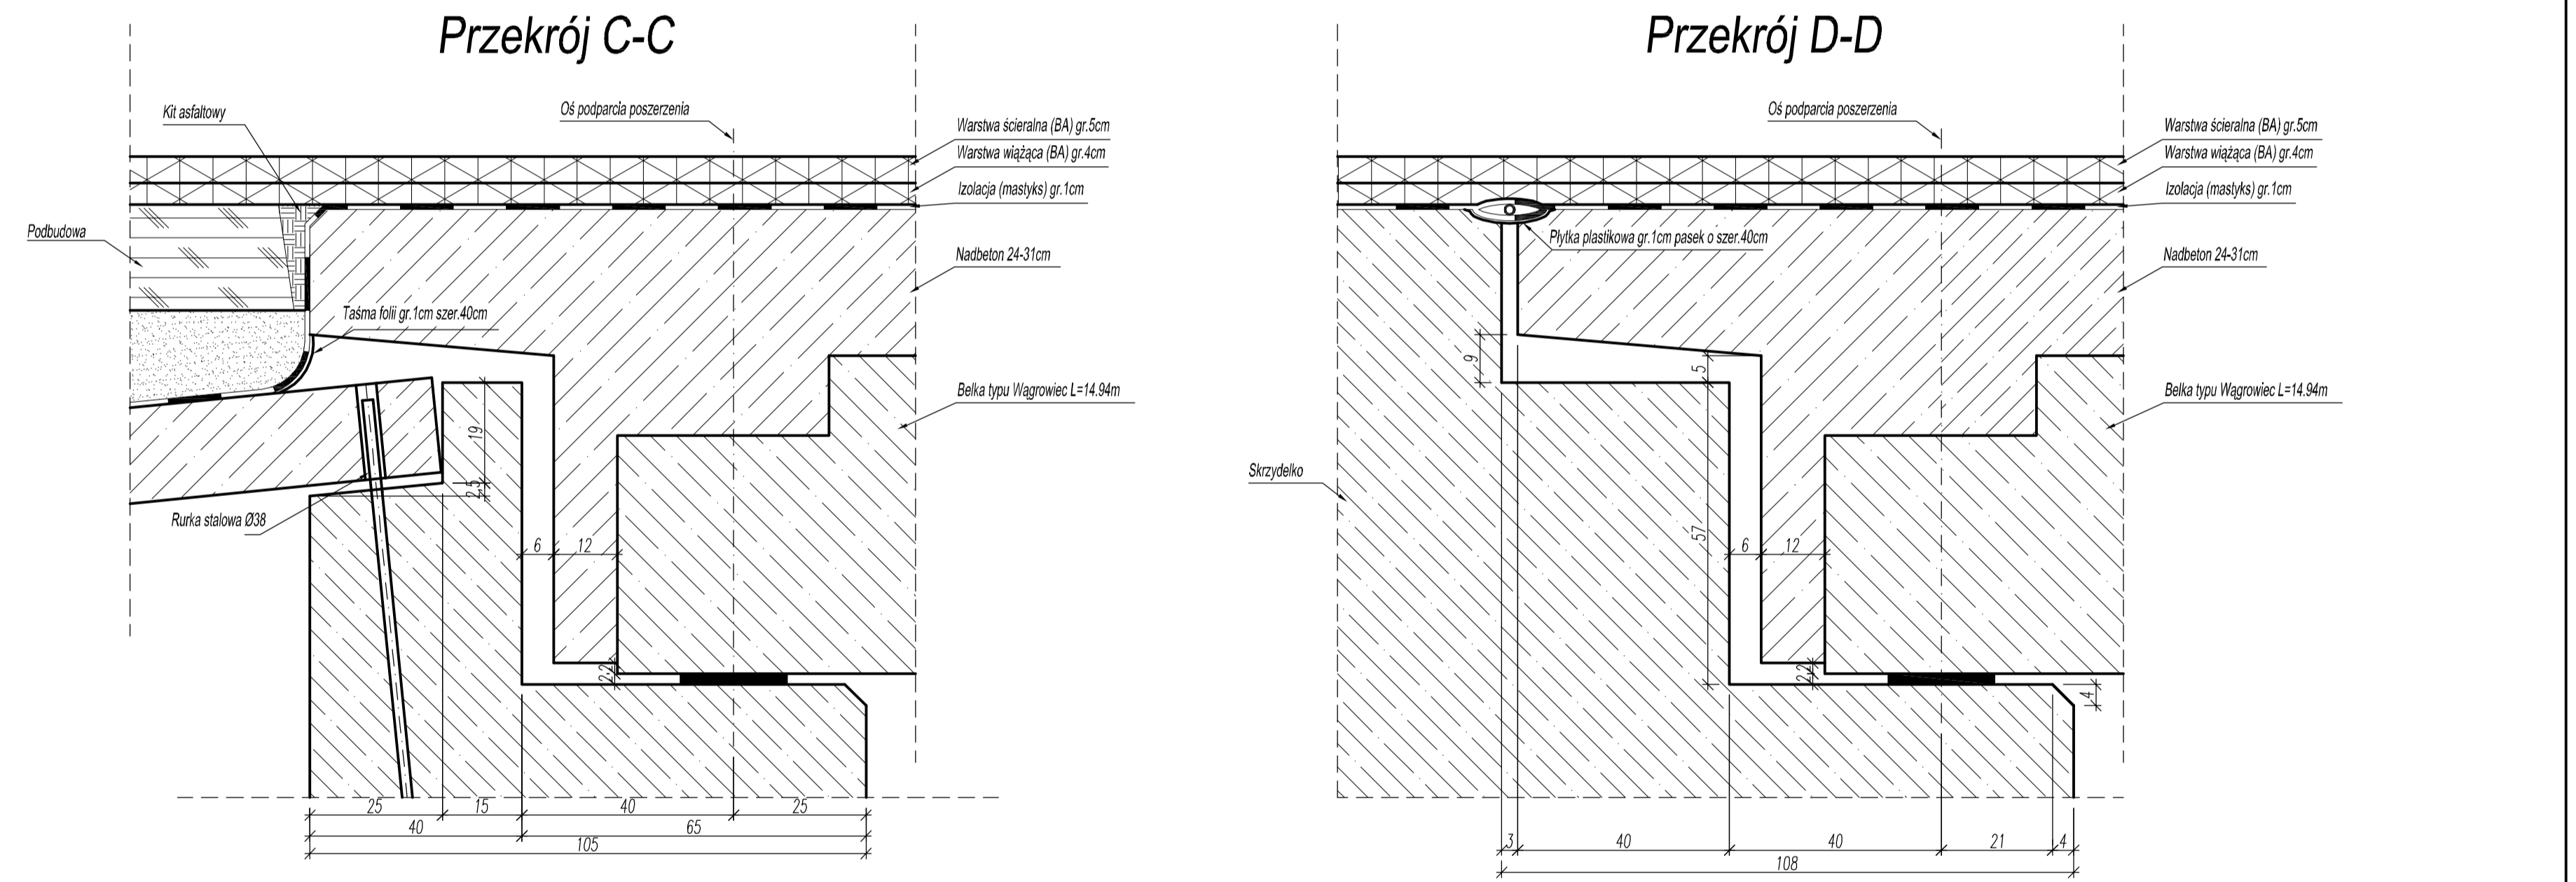 Przekrój C-C
Kit asfaltowy
Oś podparcia poszerzenia
Warstwa ścieralna (BA) gr.5cm
Warstwa wiążąca (BA) gr.4cm
Izolacja (mastyks) gr.1cm
Podbudowa
Nadbeton 24-31cm
Taśma folii gr.1cm szer.40cm
Belka typu Wągrowiec L=14.94m
19
2,5
Rurka stalowa Ø38
6
12
2,2
25
15
40
25
40
65
105
Przekrój D-D
Oś podparcia poszerzenia
Warstwa ścieralna (BA) gr.5cm
Warstwa wiążąca (BA) gr.4cm
Izolacja (mastyks) gr.1cm
Płytka plastikowa gr.1cm pasek o szer.40cm
Nadbeton 24-31cm
9
5
Belka typu Wągrowiec L=14.94m
Skrzydelko
57
6
12
2,2
4
3
40
40
21
4
108